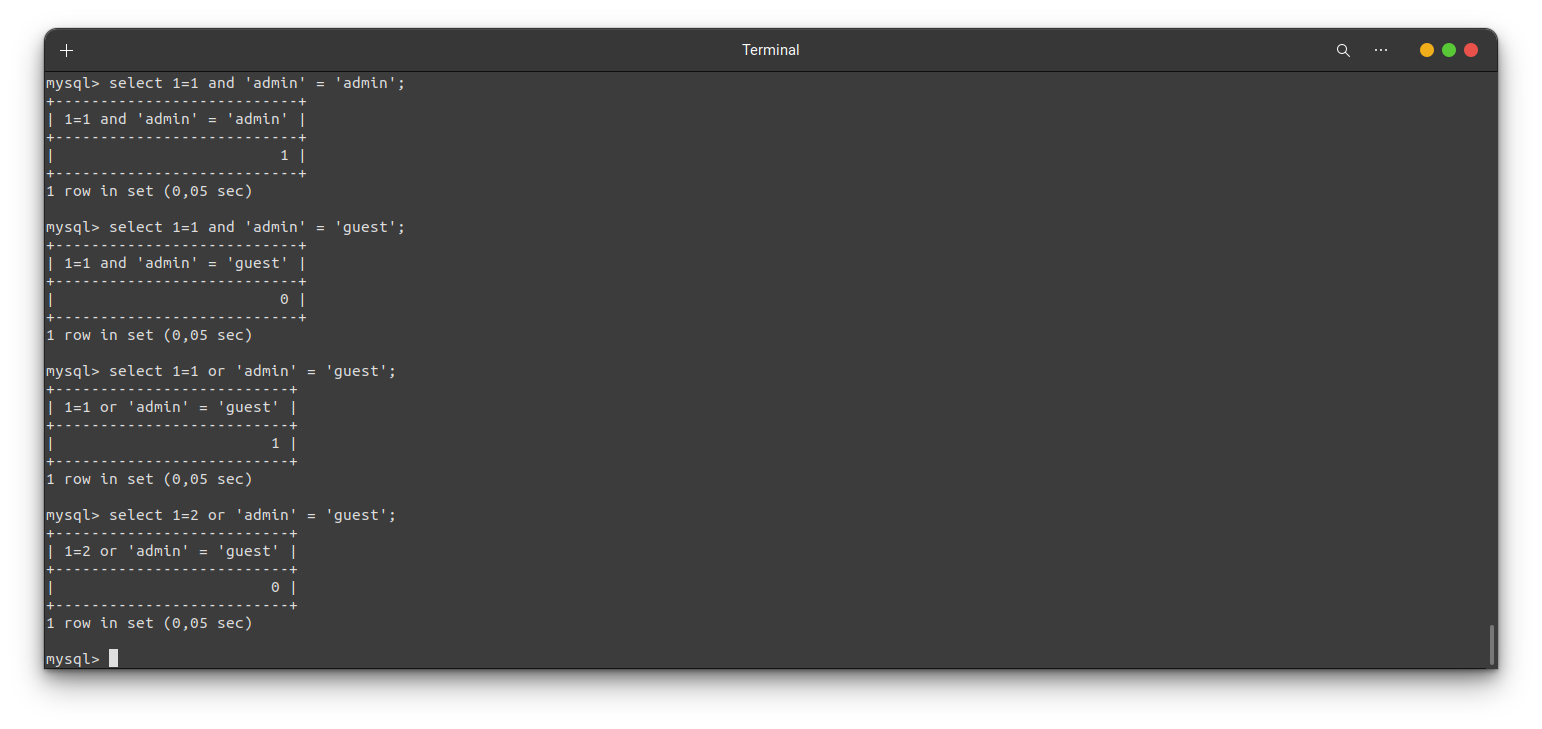 Terminal
mysql> select 1=1 and 'admin' = 'admin';
+---------------------------+
| 1=1 and 'admin' = 'admin' |
+---------------------------+
|                         1 |
+---------------------------+
1 row in set (0,05 sec)

mysql> select 1=1 and 'admin' = 'guest';
+---------------------------+
| 1=1 and 'admin' = 'guest' |
+---------------------------+
|                         0 |
+---------------------------+
1 row in set (0,05 sec)

mysql> select 1=1 or 'admin' = 'guest';
+--------------------------+
| 1=1 or 'admin' = 'guest' |
+--------------------------+
|                        1 |
+--------------------------+
1 row in set (0,05 sec)

mysql> select 1=2 or 'admin' = 'guest';
+--------------------------+
| 1=2 or 'admin' = 'guest' |
+--------------------------+
|                        0 |
+--------------------------+
1 row in set (0,05 sec)

mysql>